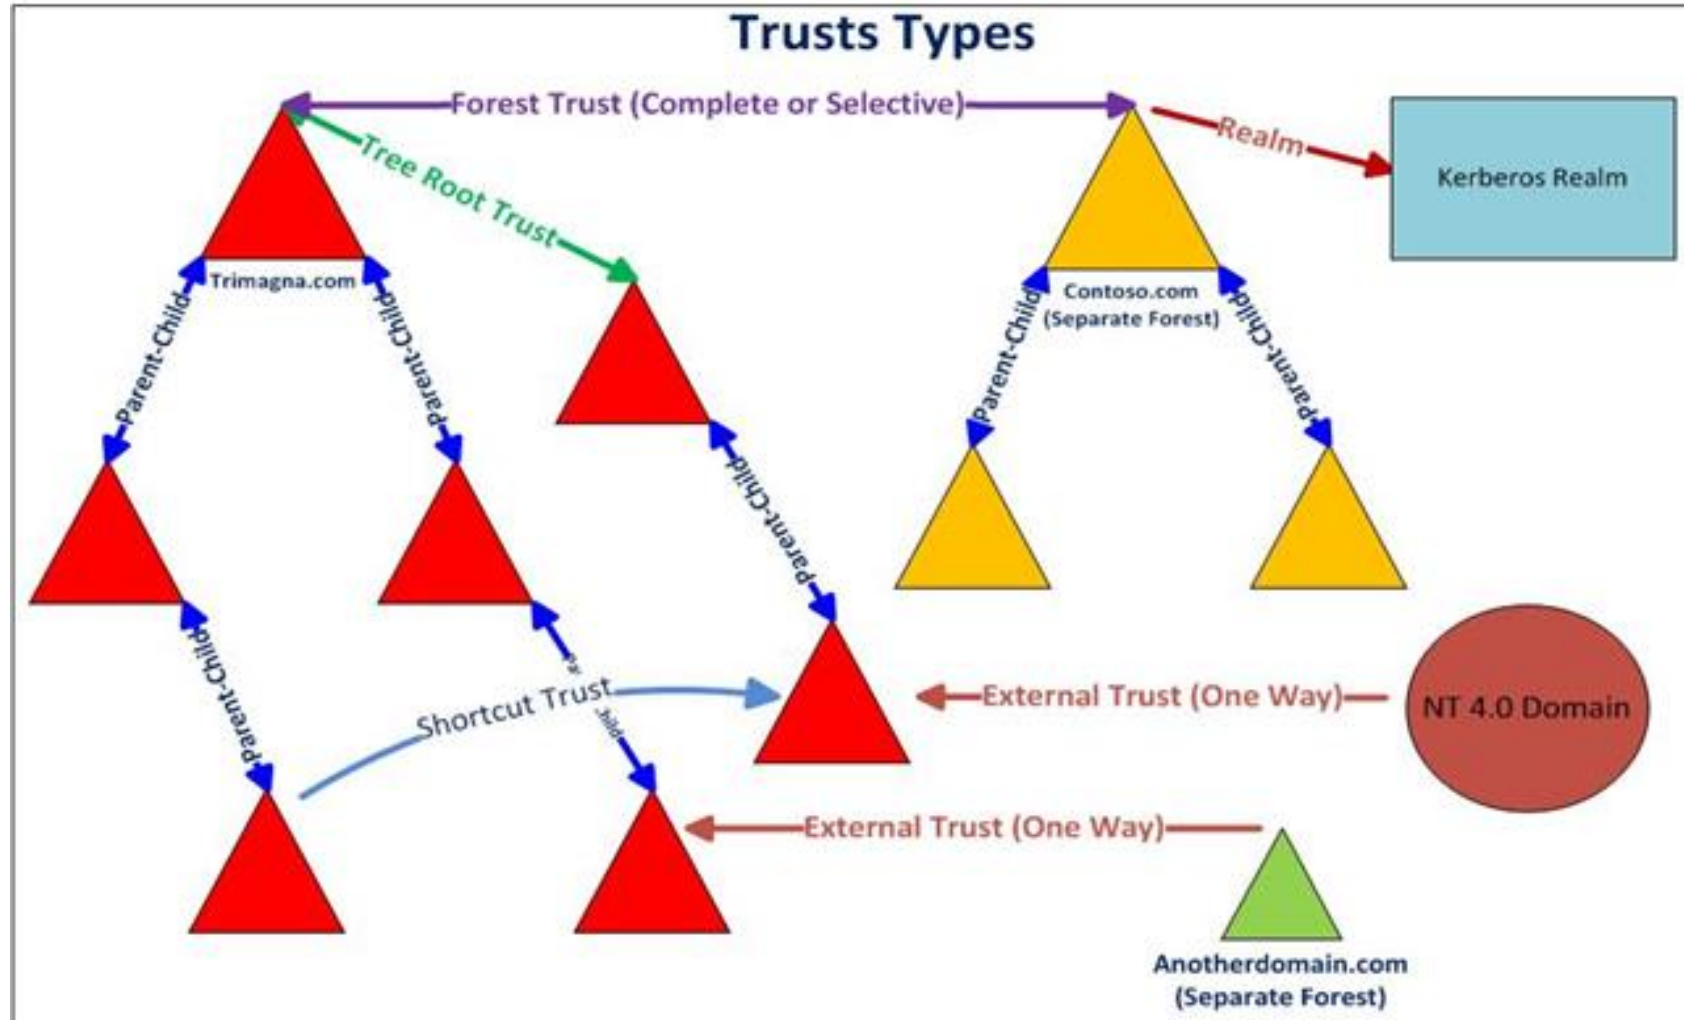 Trusts Types
Forest Trust (Complete or Selective)
Realm
Kerberos Realm
Tree Root Trust
Trimagna.com
Contoso.com
(Separate Forest)
Parent-Child
Parent-Child
Parent-Child
Parent-Child
Parent-Child
Parent-Child
Shortcut Trust
External Trust (One Way)
NT 4.0 Domain
External Trust (One Way)
Anotherdomain.com
(Separate Forest)